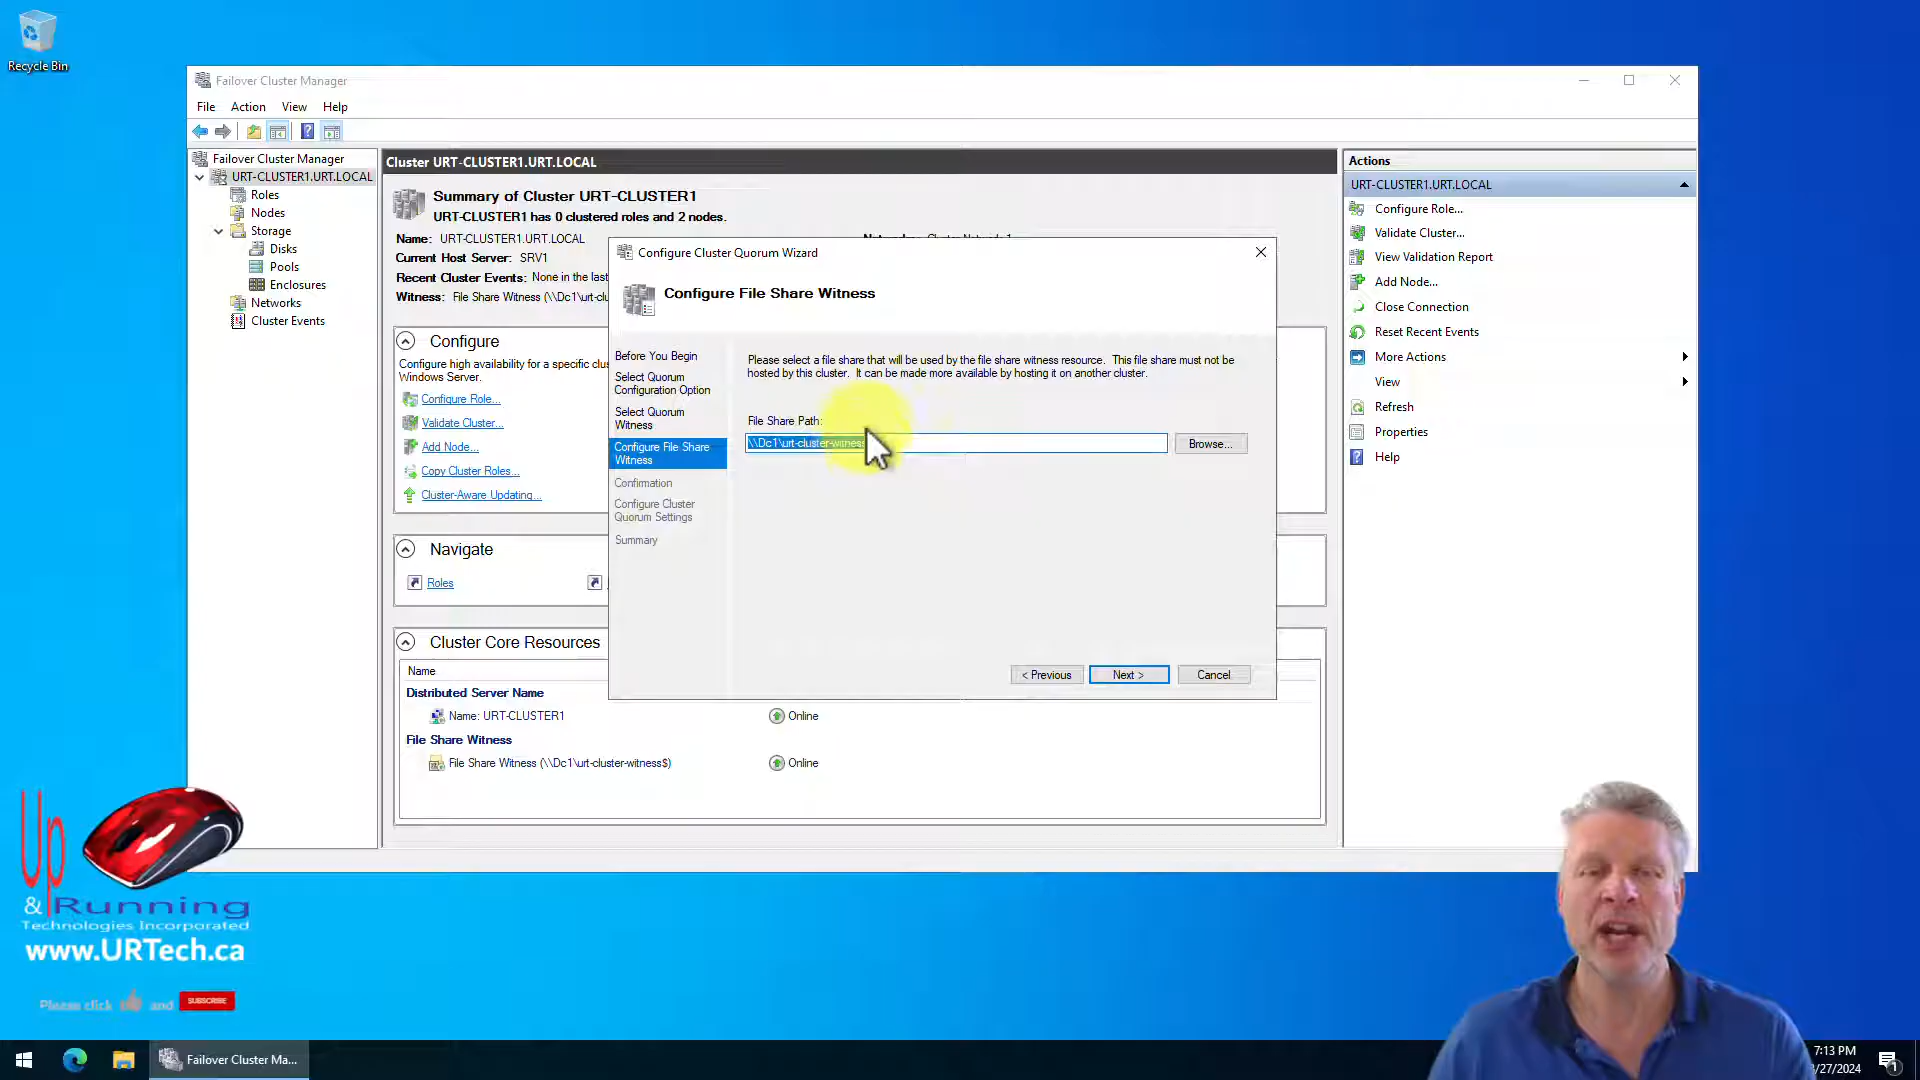 Recycle Bin
Failover Cluster Manager
File Action View Help
Failover Cluster Manager
URT-CLUSTER1.URT.LOCAL
Roles
Nodes
Storage
Disks
Pools
Enclosures
Networks
Cluster Events
Cluster URT-CLUSTER1.URT.LOCAL
Summary of Cluster URT-CLUSTER1
URT-CLUSTER1 has 0 clustered roles and 2 nodes.
Name: URT-CLUSTER1.URT.LOCAL
Current Host Server: SRV1
Recent Cluster Events: None in the last
Witness: File Share Witness (\\Dc1\urt-clu
Configure
Configure high availability for a specific clus
Windows Server.
Configure Role...
Validate Cluster...
Add Node...
Copy Cluster Roles...
Cluster-Aware Updating...
Navigate
Roles
Cluster Core Resources
Name
Distributed Server Name
Name: URT-CLUSTER1 Online
File Share Witness
File Share Witness (\\Dc1\urt-cluster-witness$) Online
Configure Cluster Quorum Wizard
Configure File Share Witness
Before You Begin
Select Quorum
Configuration Option
Select Quorum
Witness
Configure File Share
Witness
Confirmation
Configure Cluster
Quorum Settings
Summary
Please select a file share that will be used by the file share witness resource. This file share must not be
hosted by this cluster. It can be made more available by hosting it on another cluster.
File Share Path:
\\Dc1\urt-cluster-witness
Browse...
< Previous Next > Cancel
Actions
URT-CLUSTER1.URT.LOCAL
Configure Role...
Validate Cluster...
View Validation Report
Add Node...
Close Connection
Reset Recent Events
More Actions
View
Refresh
Properties
Help
Up
& Running
Technologies Incorporated
www.URTech.ca
Please click and SUBSCRIBE
Failover Cluster Ma...
7:13 PM
/27/2024
1